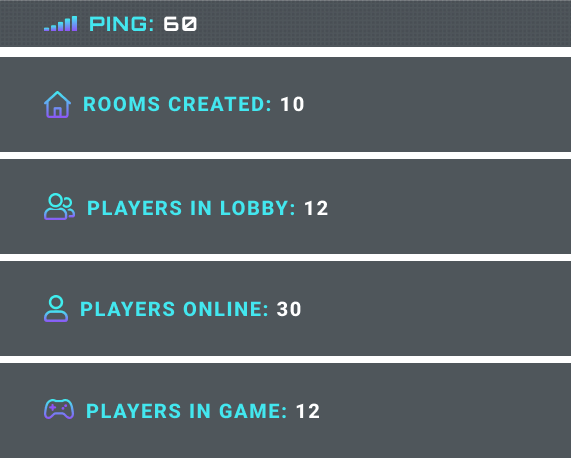 PING: 60
ROOMS CREATED: 10
PLAYERS IN LOBBY: 12
PLAYERS ONLINE: 30
PLAYERS IN GAME: 12